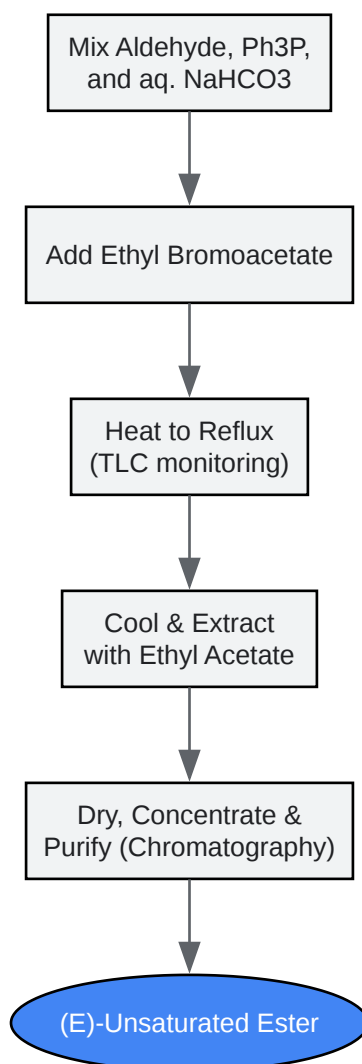 Mix Aldehyde, Ph3P,
and aq. NaHCO3
Add Ethyl Bromoacetate
Heat to Reflux
(TLC monitoring)
Cool & Extract
with Ethyl Acetate
Dry, Concentrate &
Purify (Chromatography)
(E)-Unsaturated Ester